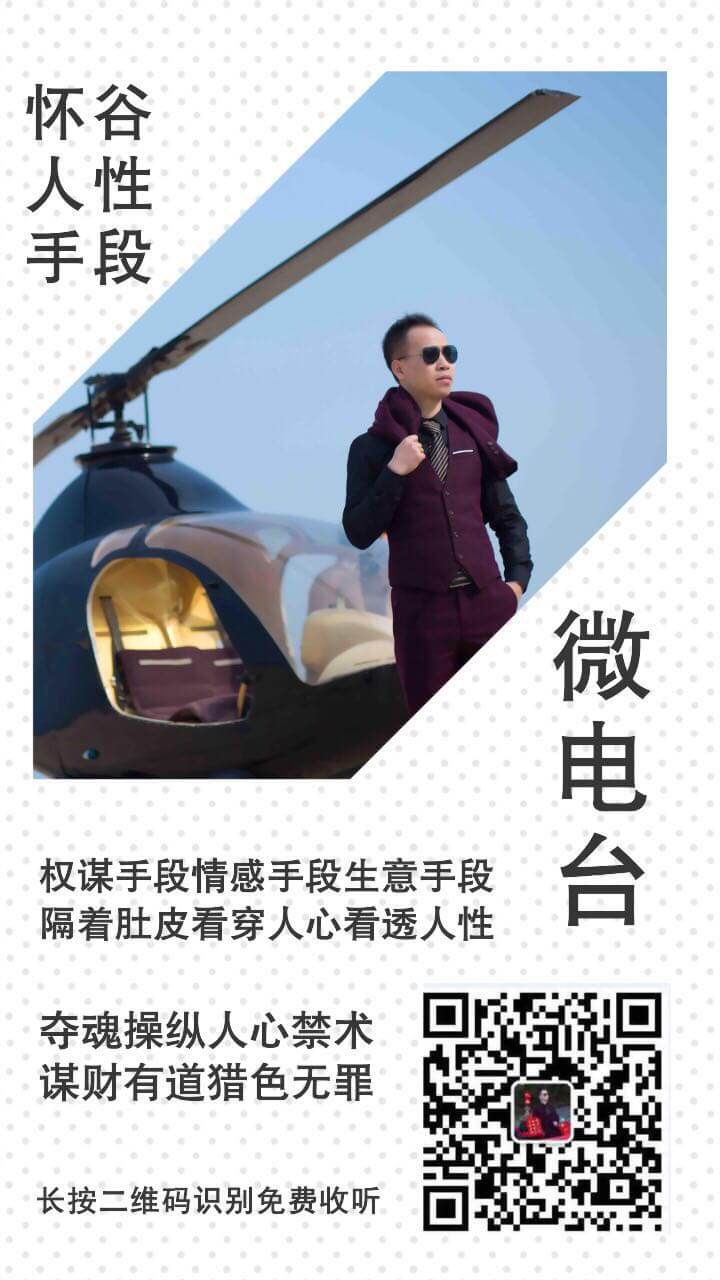 怀谷
人性
手段
微电台
权谋手段情感手段生意手段
隔着肚皮看穿人心看透人性
夺魂操纵人心禁术
谋财有道猎色无罪
长按二维码识别免费收听